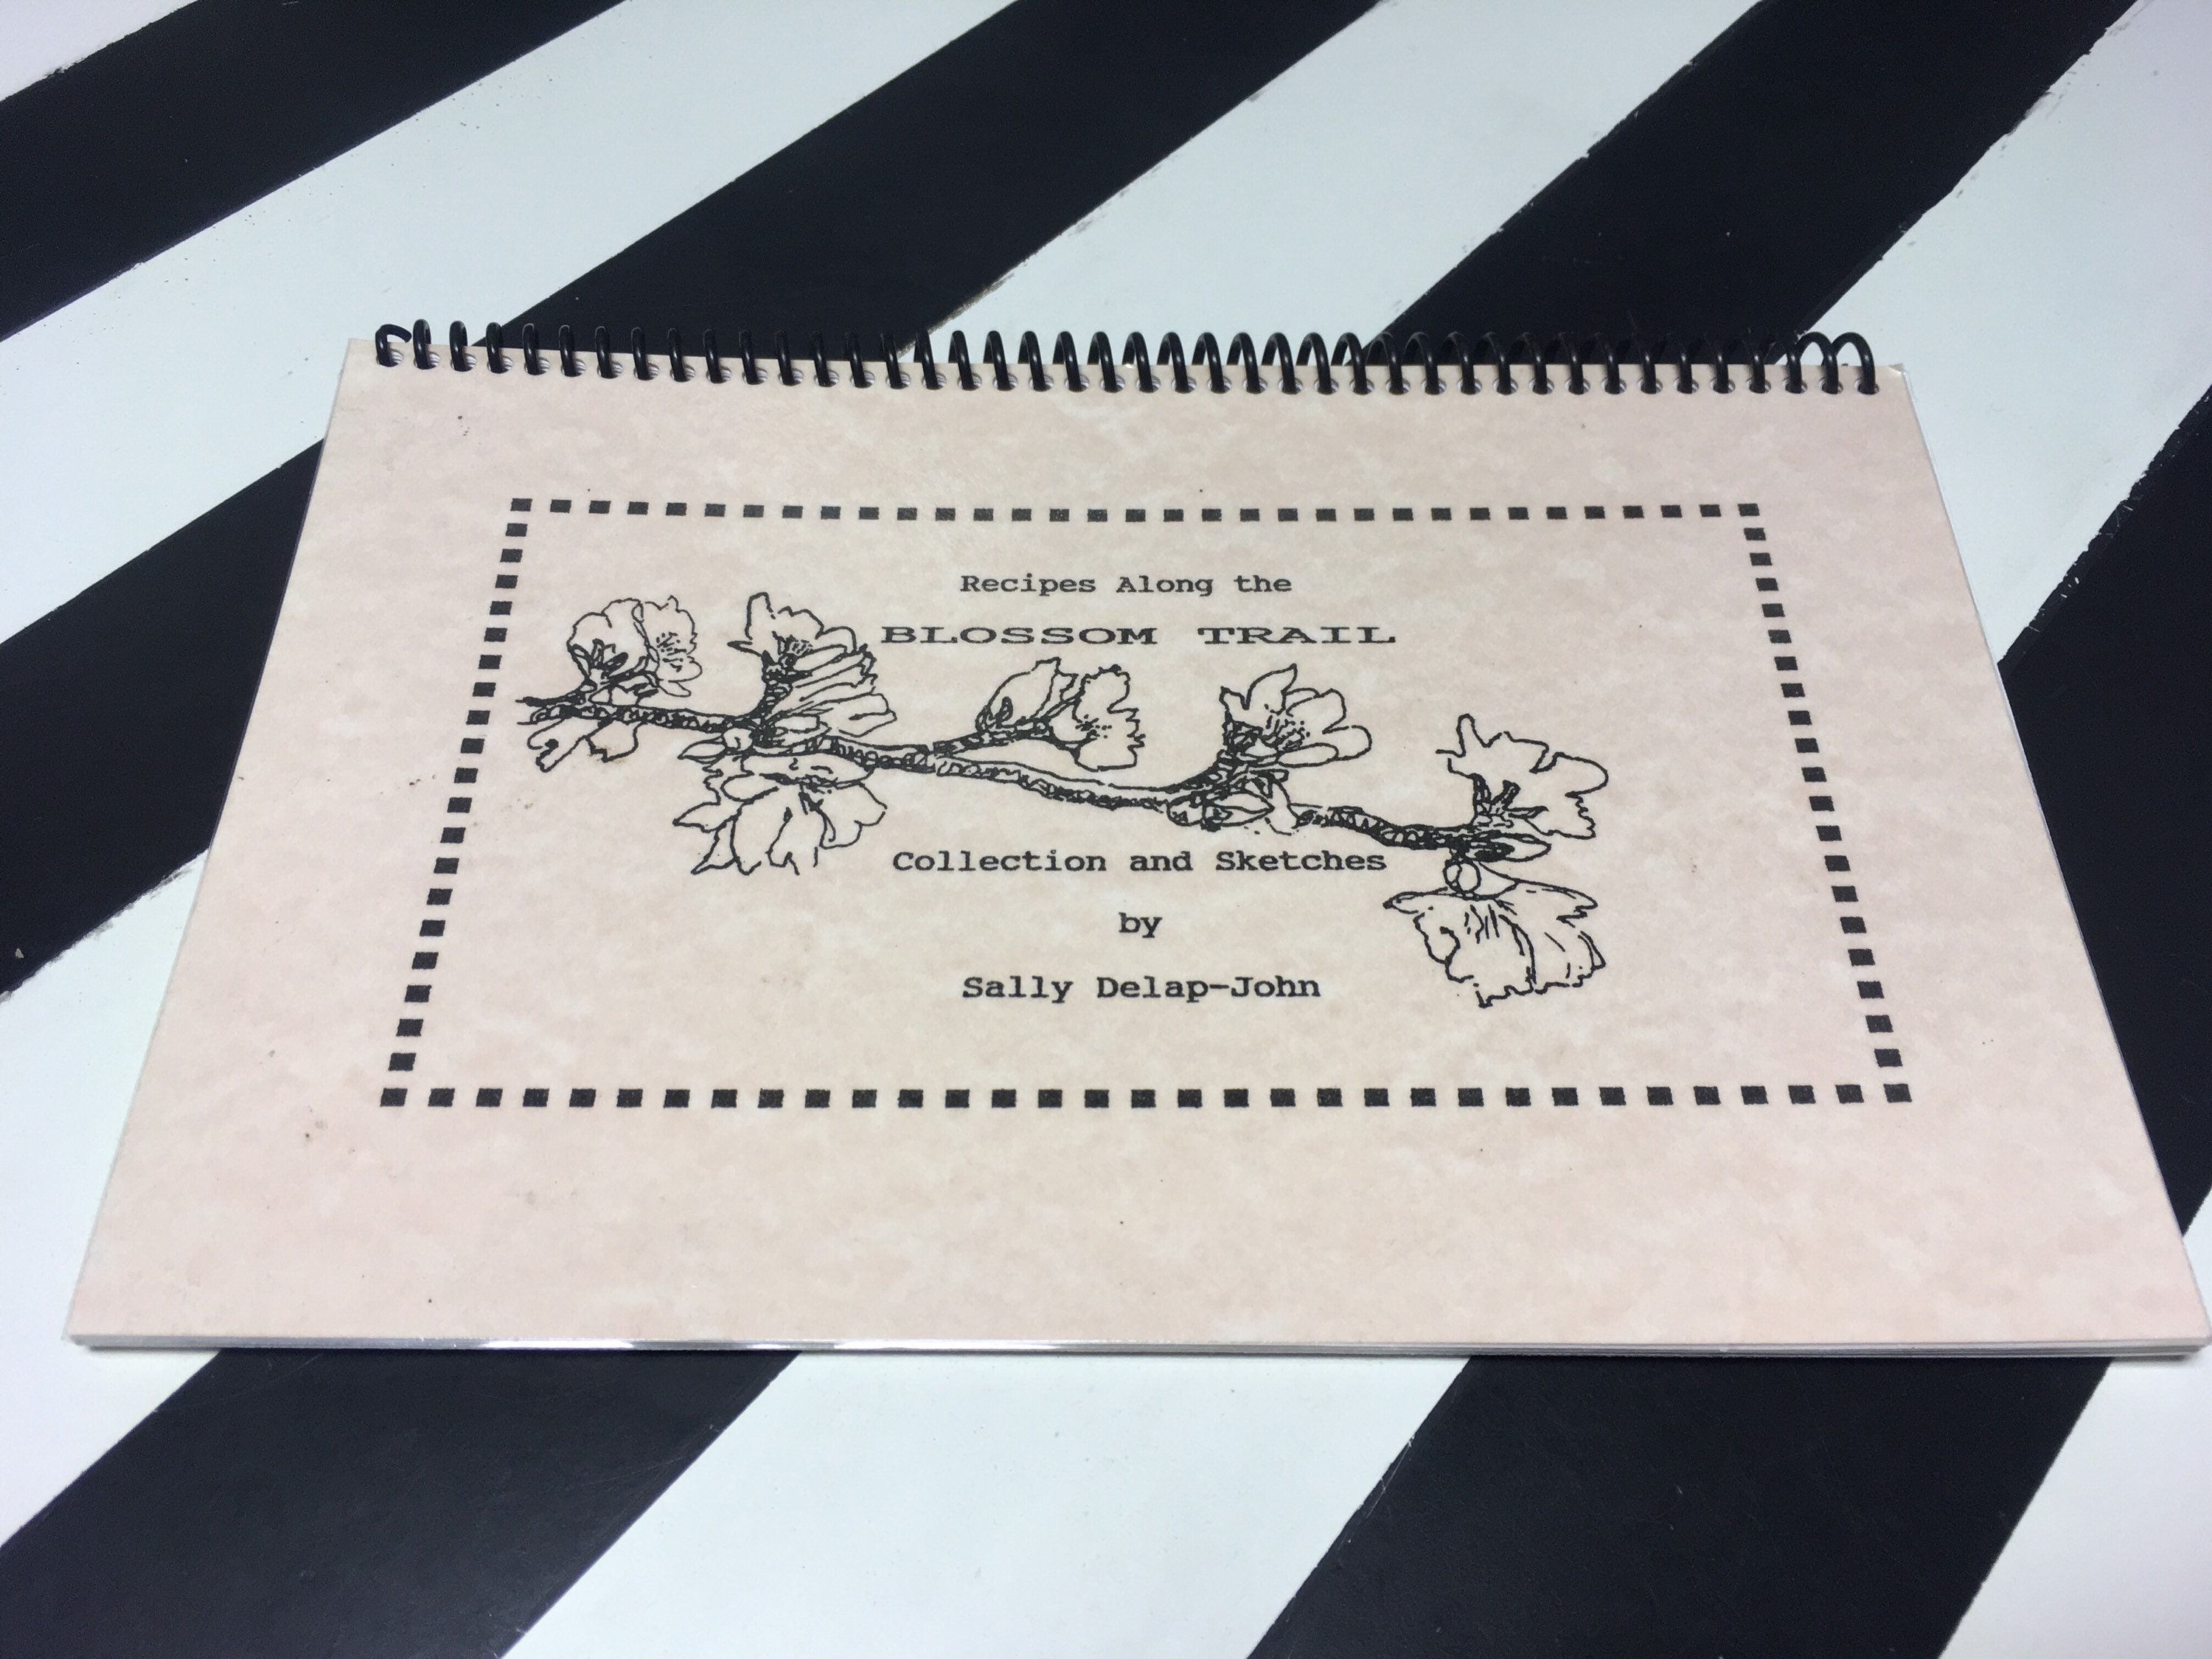 Recipes Along the
BLOSSOM TRAIL
Collection and Sketches
by
Sally Delap-John